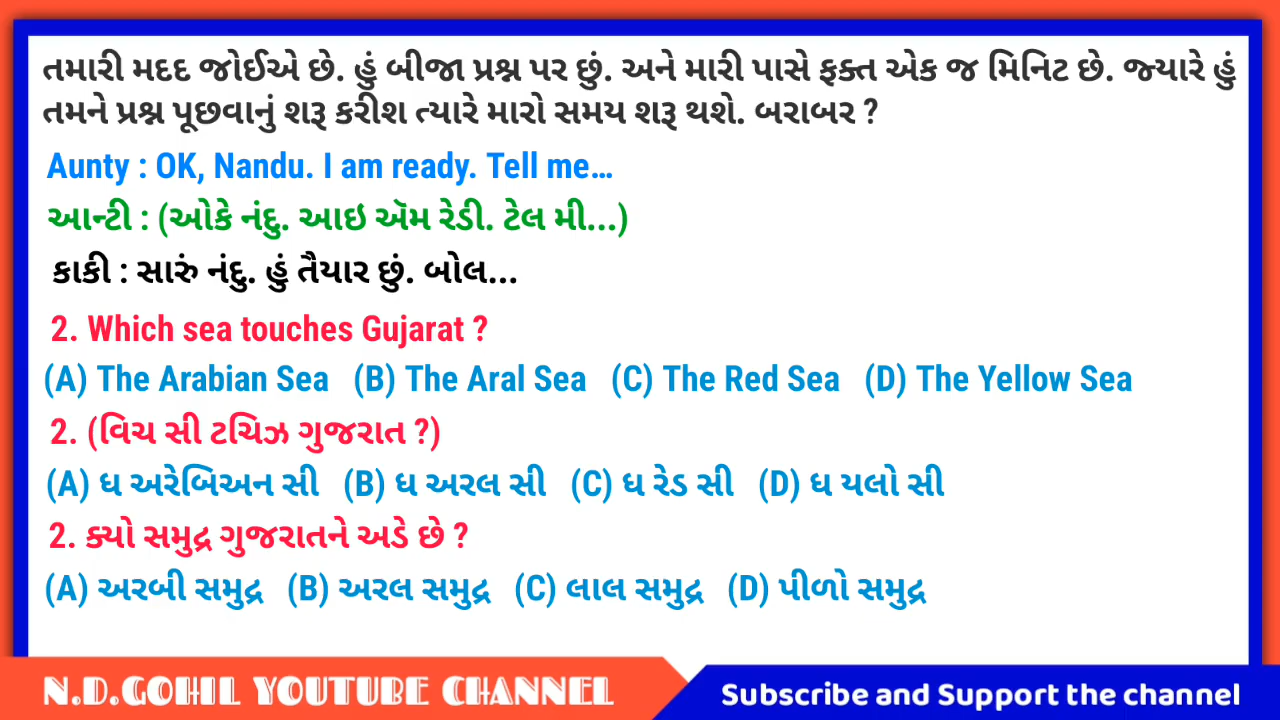 તમારી મદદ જોઈએ છે. હું બીજા પ્રશ્ન પર છું. અને મારી પાસે ફક્ત એક જ મિનિટ છે. જ્યારે હું
તમને પ્રશ્ન પૂછવાનું શરૂ કરીશ ત્યારે મારો સમય શરૂ થશે. બરાબર ?
Aunty : OK, Nandu. I am ready. Tell me...
આન્ટી : (ઓકે નંદુ. આઇ ઍમ રેડી. ટેલ મી...)
કાકી : સારું નંદુ. હું તૈયાર છું. બોલ...
2. Which sea touches Gujarat ?
(A) The Arabian Sea (B) The Aral Sea (C) The Red Sea (D) The Yellow Sea
2. (વિચ સી ટચિઝ ગુજરાત ?)
(A) ધ અરેબિઅન સી (B) ધ અરલ સી (C) ધ રેડ સી (D) ધ યલો સી
2. ક્યો સમુદ્ર ગુજરાતને અડે છે ?
(A) અરબી સમુદ્ર (B) અરલ સમુદ્ર (C) લાલ સમુદ્ર (D) પીળો સમુદ્ર
N.D.GOHIL YOUTUBE CHANNEL
Subscribe and Support the channel